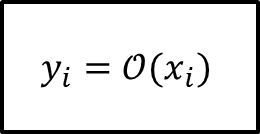 𝑦ᵢ = 𝒪(𝑥ᵢ)